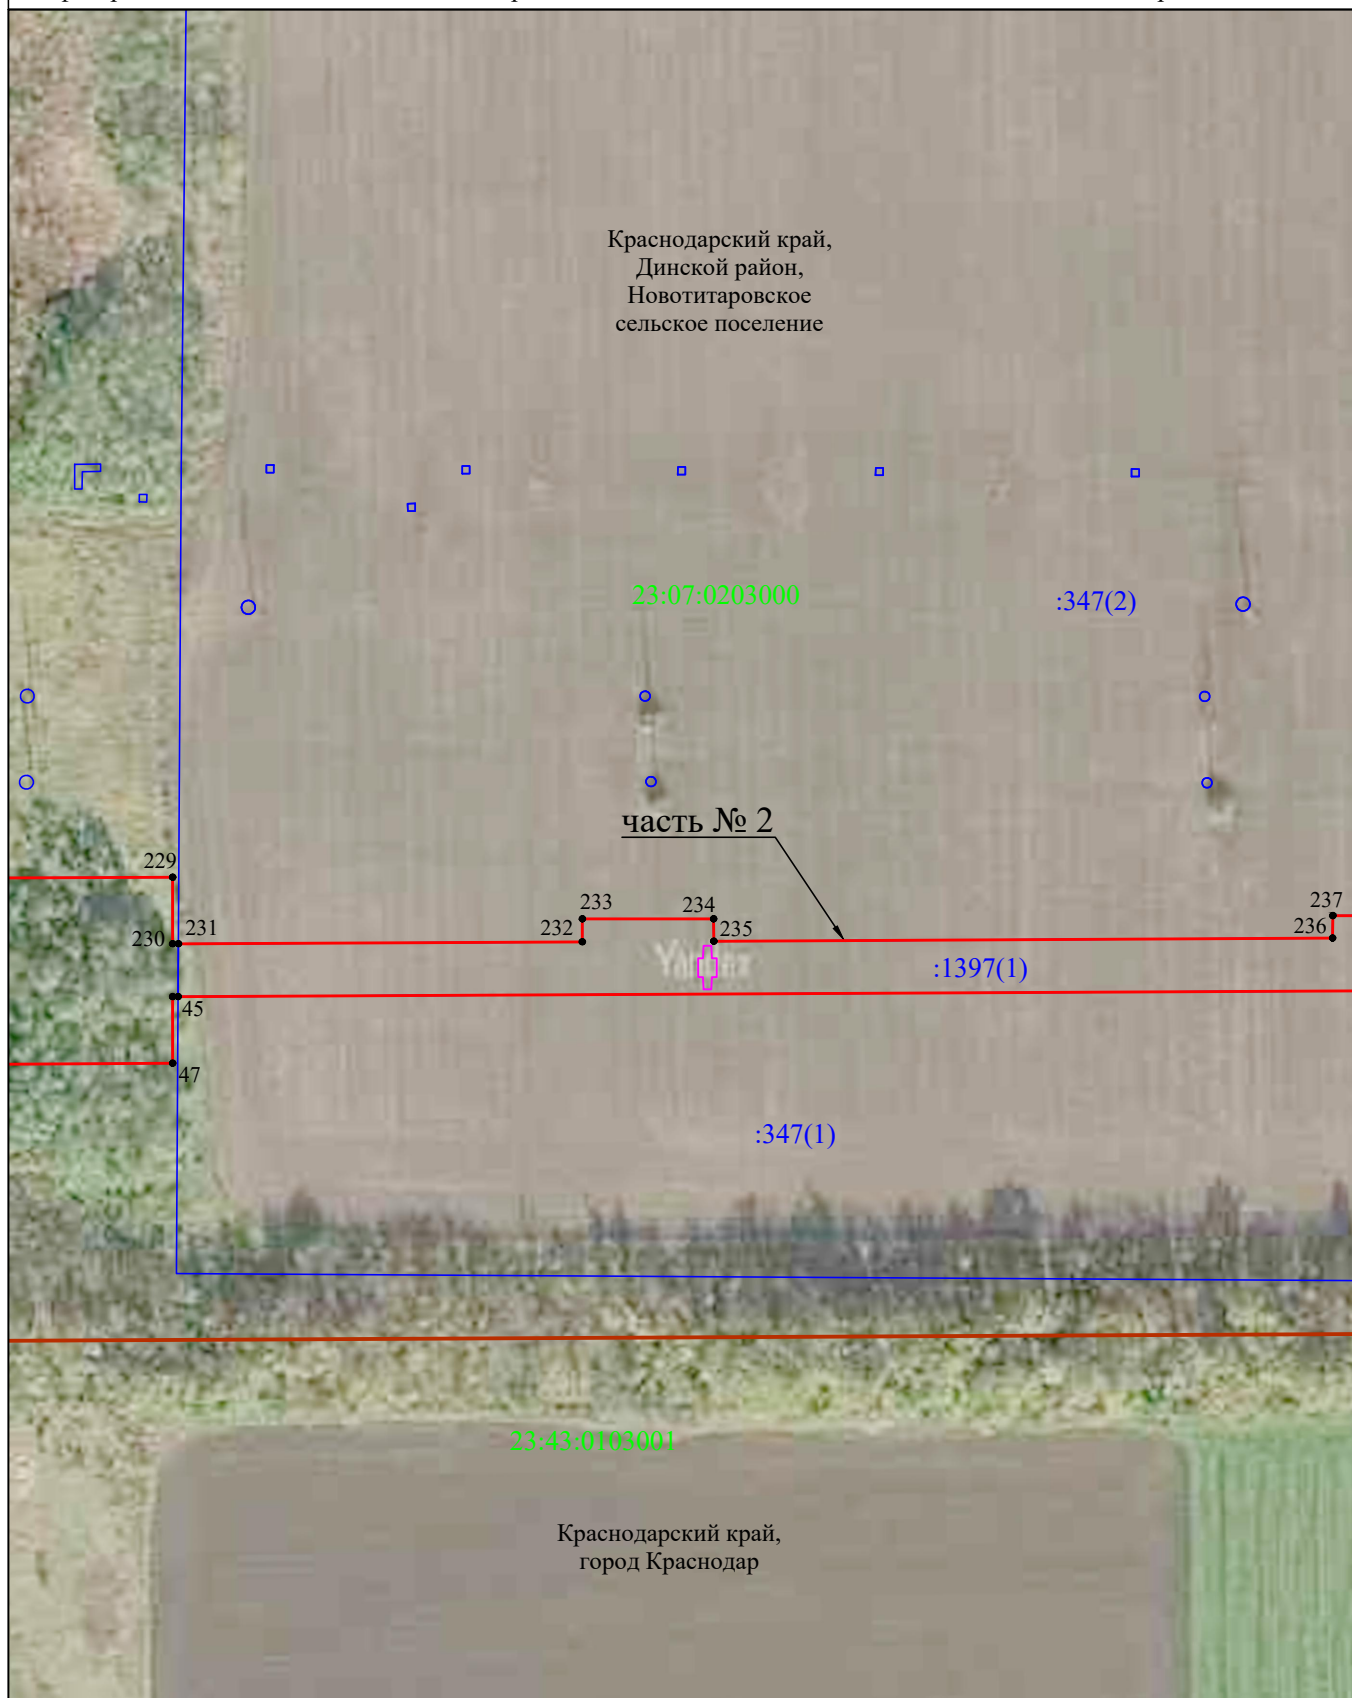 Краснодарский край,
Динской район,
Новотитаровское
сельское поселение
23:07:0203000
:347(2)
часть № 2
229
233
234
237
231
230
232
235
236
Yandex
:1397(1)
45
47
:347(1)
23:43:0103001
Краснодарский край,
город Краснодар